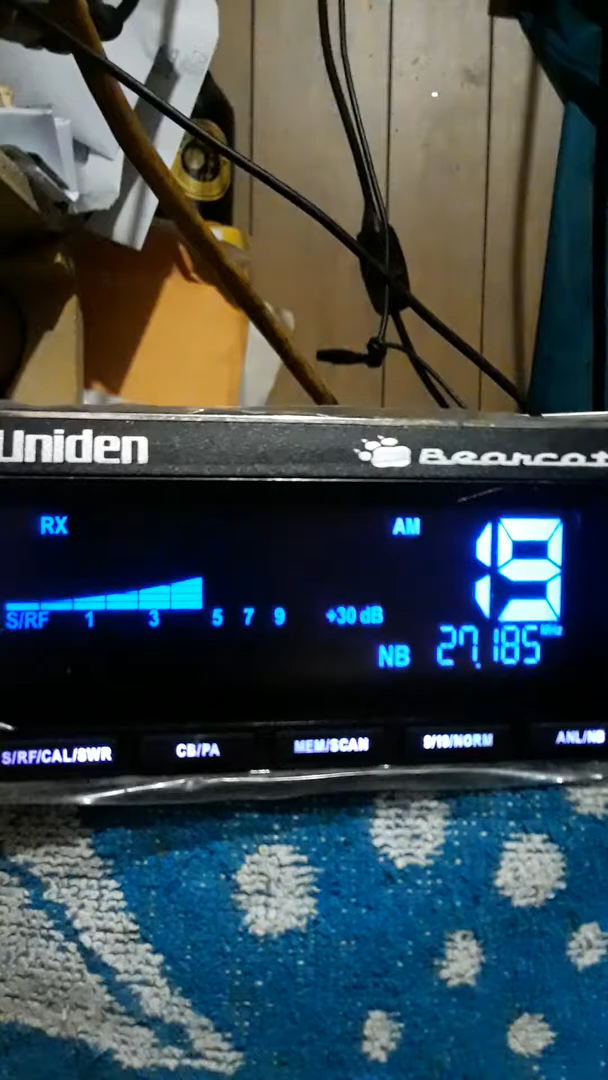 Uniden Bearcat
RX AM 19
S/RF 1 3 5 7 9 +30 dB
NB 27.185 MHz
S/RF/CAL/SWR CB/PA MEM/SCAN 9/19/NORM ANL/NB